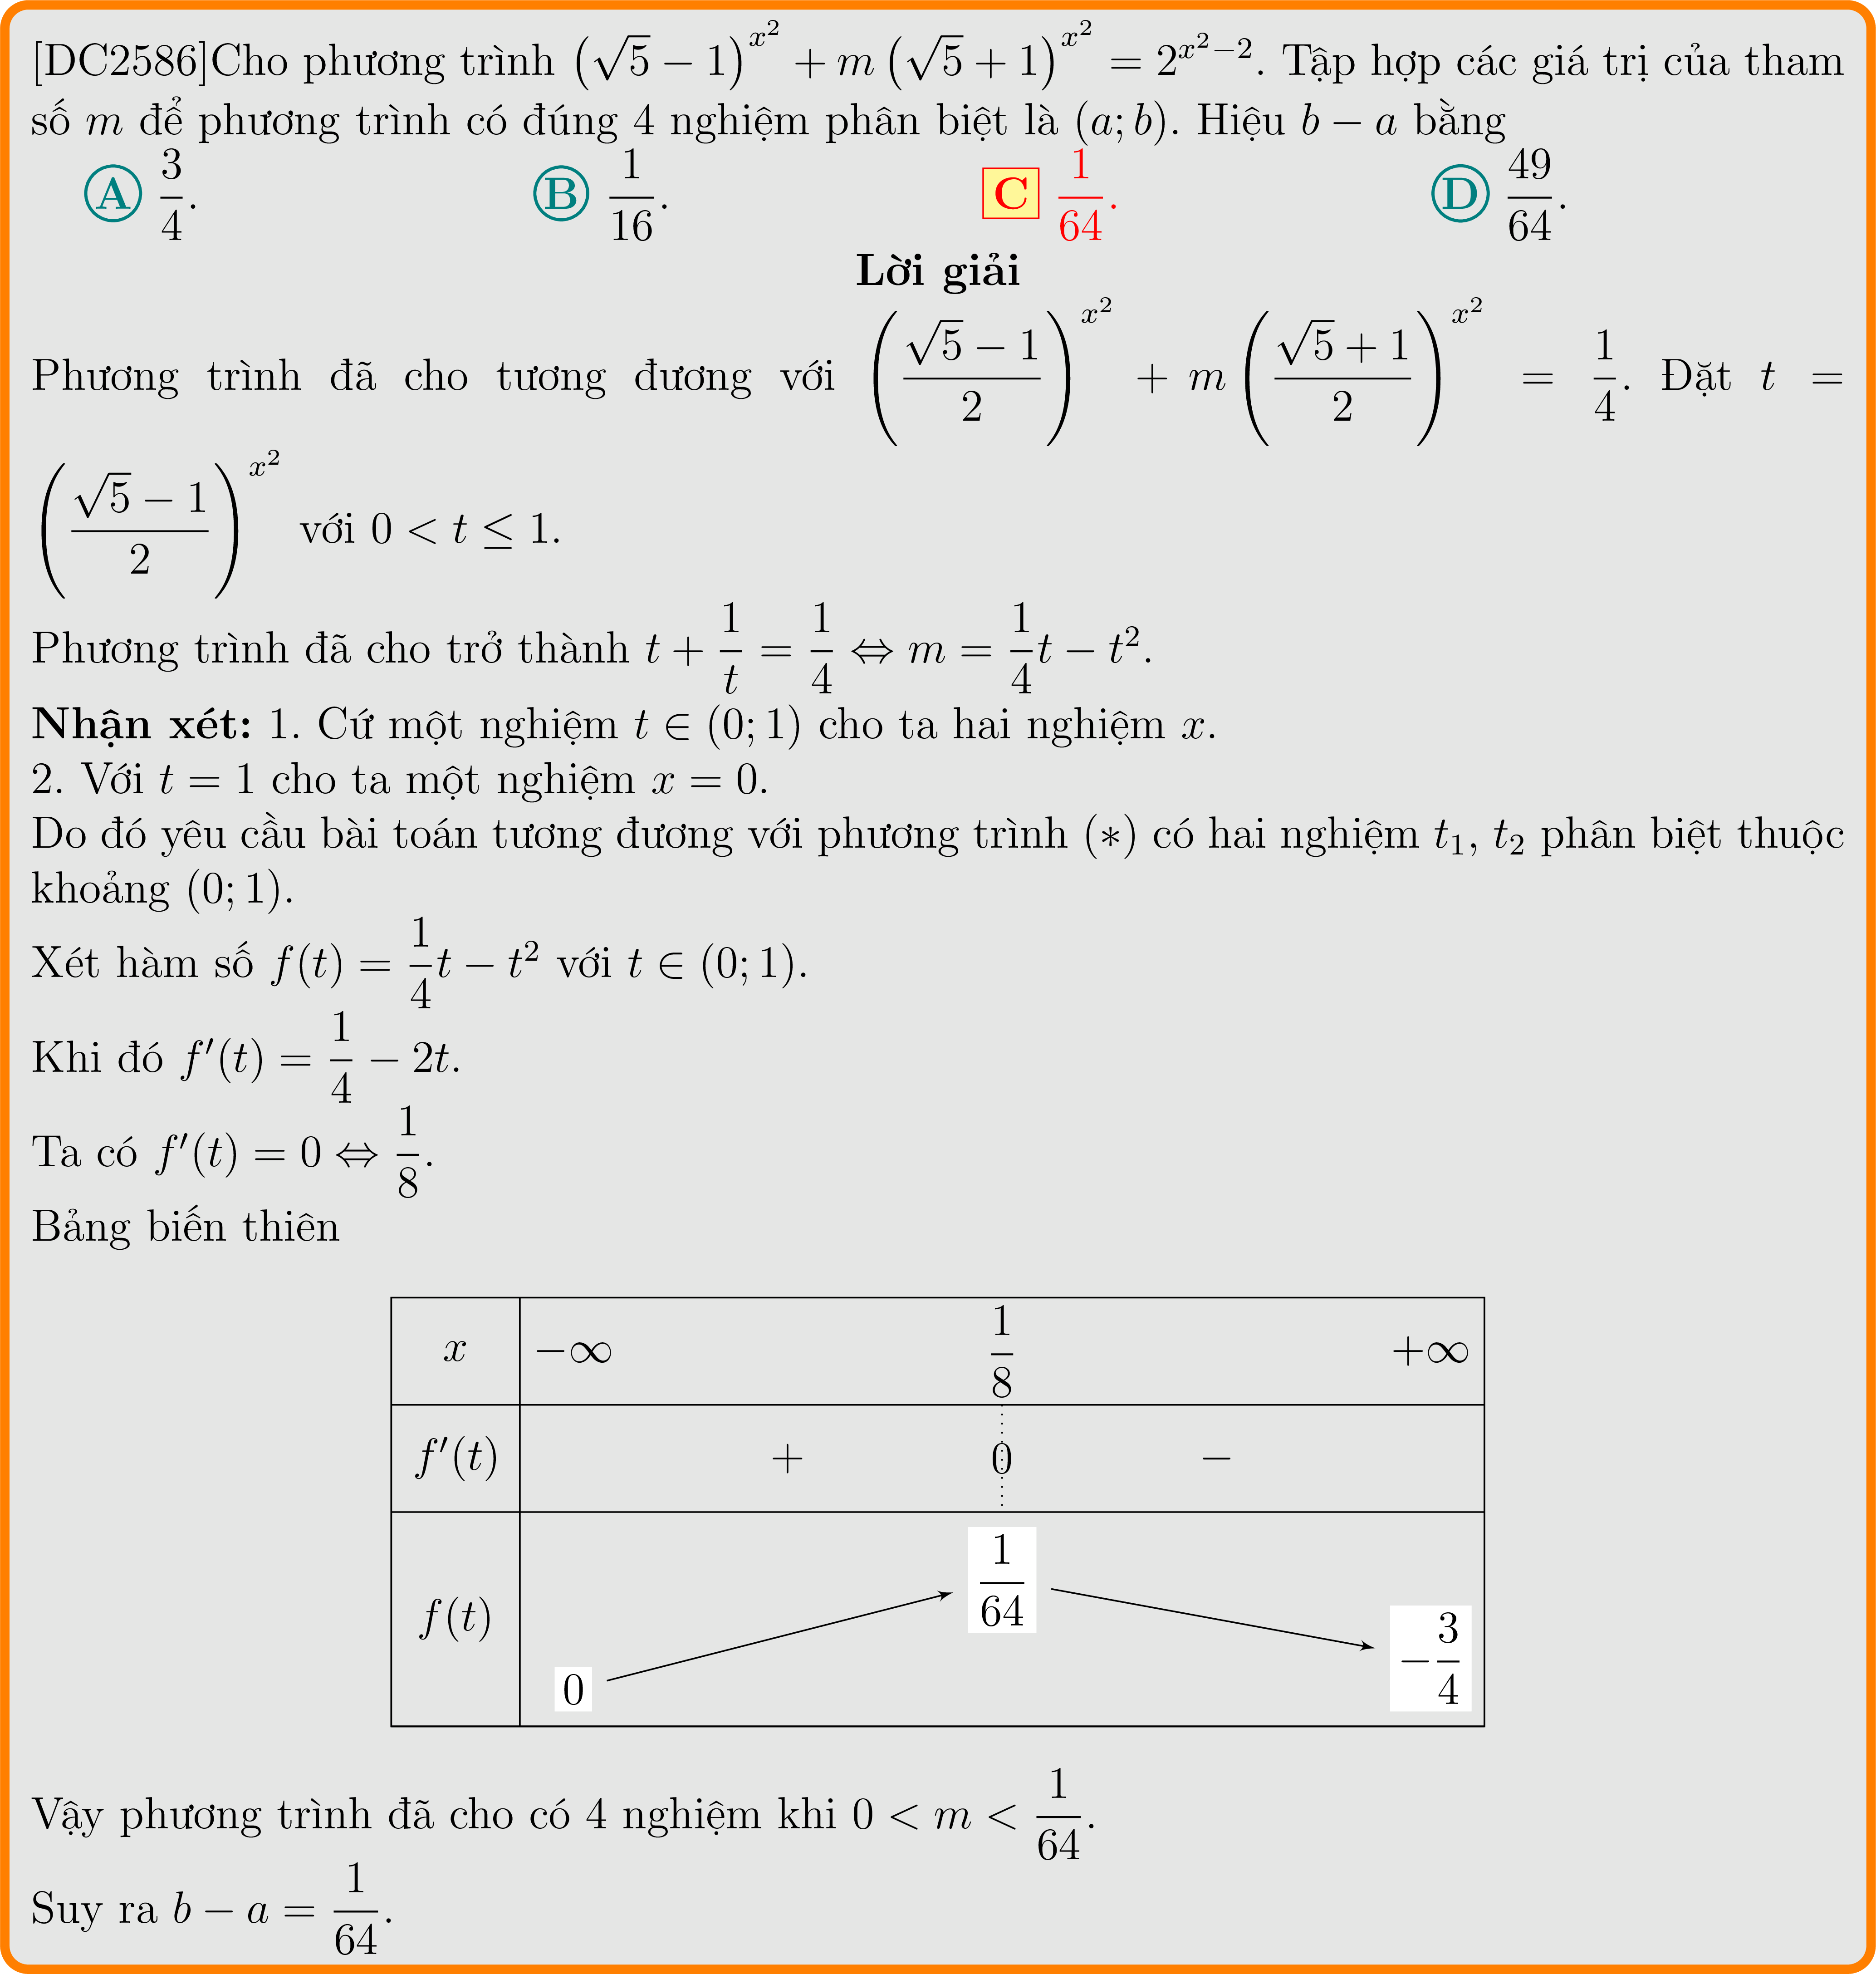 [DC2586]Cho phương trình $\left(\sqrt{5}-1\right)^{x^2} + m\left(\sqrt{5}+1\right)^{x^2} = 2^{x^2-2}$. Tập hợp các giá trị của tham
số $m$ để phương trình có đúng 4 nghiệm phân biệt là $(a; b)$. Hiệu $b - a$ bằng
A $\frac{3}{4}$. B $\frac{1}{16}$. C $\frac{1}{64}$. D $\frac{49}{64}$.
Lời giải
Phương trình đã cho tương đương với $\left(\frac{\sqrt{5}-1}{2}\right)^{x^2} + m\left(\frac{\sqrt{5}+1}{2}\right)^{x^2} = \frac{1}{4}$. Đặt $t =$
$\left(\frac{\sqrt{5}-1}{2}\right)^{x^2}$ với $0 < t \leq 1$.
Phương trình đã cho trở thành $t + \frac{1}{t} = \frac{1}{4} \Leftrightarrow m = \frac{1}{4}t - t^2$.
Nhận xét: 1. Cứ một nghiệm $t \in (0; 1)$ cho ta hai nghiệm $x$.
2. Với $t = 1$ cho ta một nghiệm $x = 0$.
Do đó yêu cầu bài toán tương đương với phương trình $(*)$ có hai nghiệm $t_1$, $t_2$ phân biệt thuộc
khoảng $(0; 1)$.
Xét hàm số $f(t) = \frac{1}{4}t - t^2$ với $t \in (0; 1)$.
Khi đó $f'(t) = \frac{1}{4} - 2t$.
Ta có $f'(t) = 0 \Leftrightarrow \frac{1}{8}$.
Bảng biến thiên
$x$ $-\infty$ $\frac{1}{8}$ $+\infty$
$f'(t)$ $+$ $0$ $-$
$f(t)$ $0$ $\frac{1}{64}$ $-\frac{3}{4}$
Vậy phương trình đã cho có 4 nghiệm khi $0 < m < \frac{1}{64}$.
Suy ra $b - a = \frac{1}{64}$.